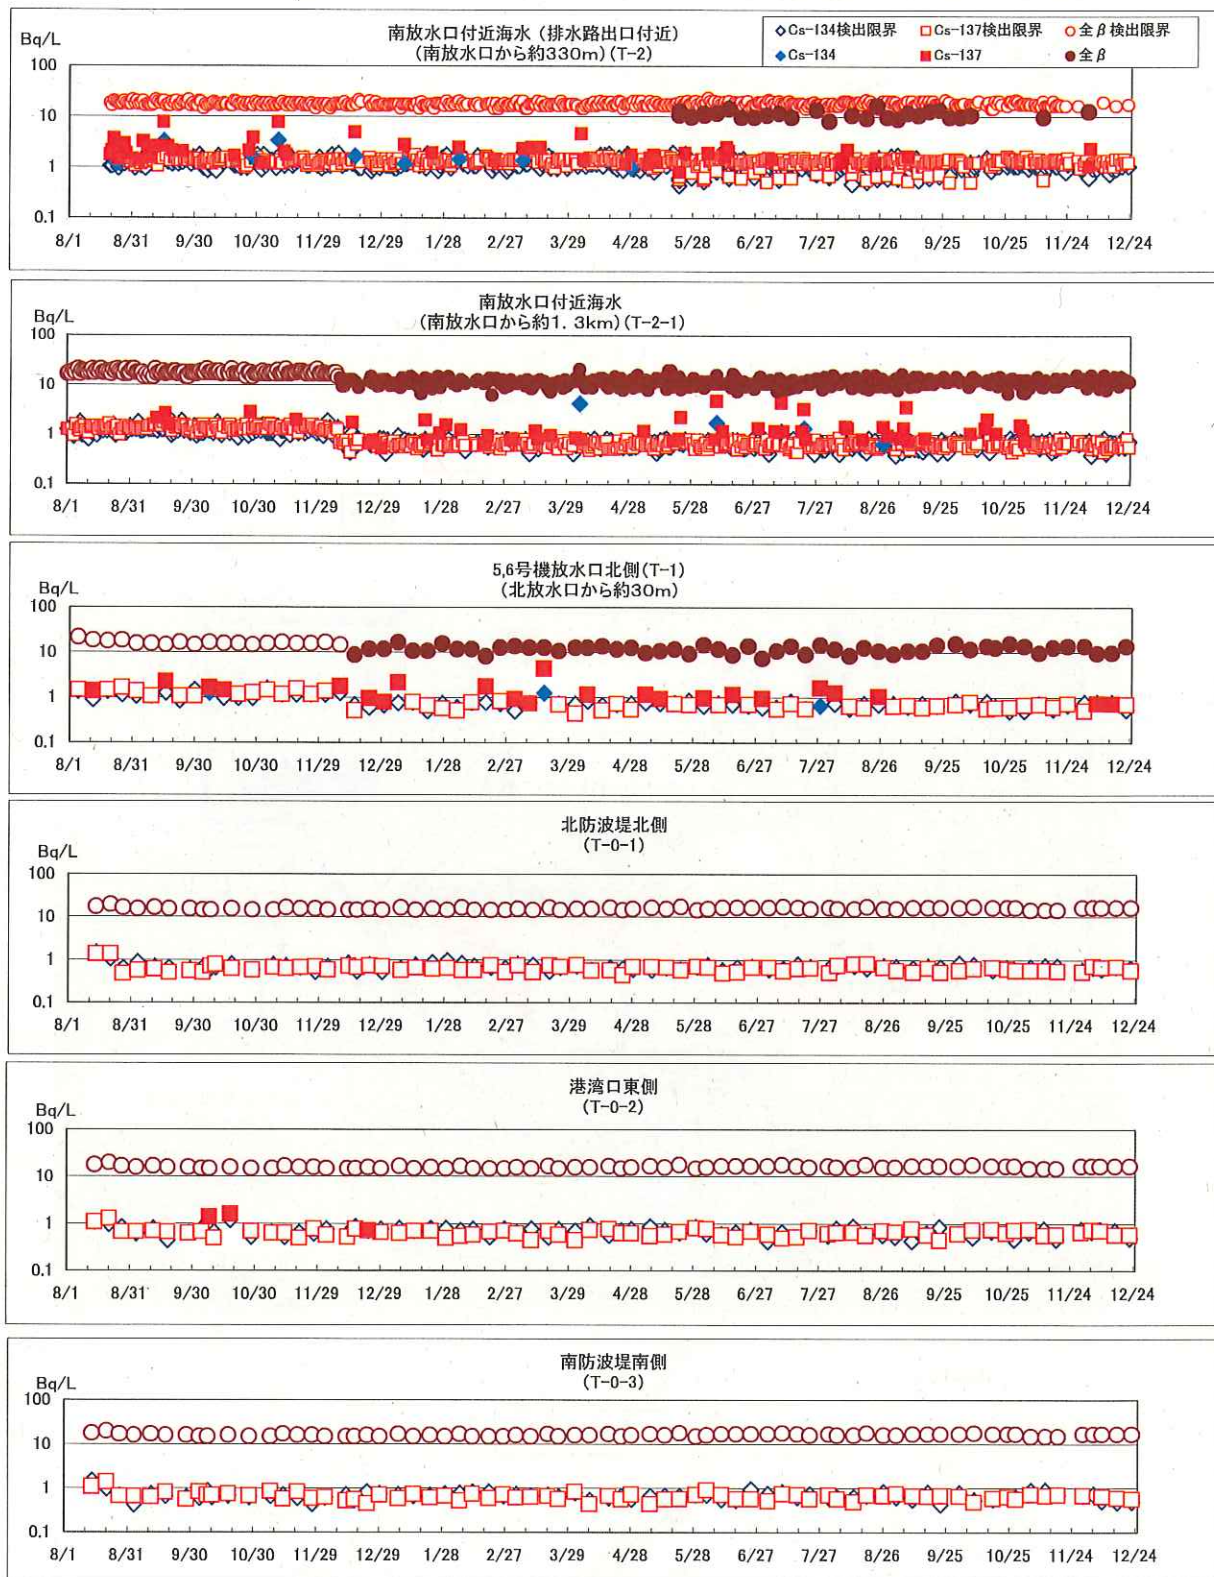 南放水口付近海水（排水路出口付近）
(南放水口から約330m)(T-2)
◇Cs-134検出限界 □Cs-137検出限界 ○全β検出限界
◆Cs-134 ■Cs-137 ●全β
Bq/L
100
10
1
0.1
8/1 8/31 9/30 10/30 11/29 12/29 1/28 2/27 3/29 4/28 5/28 6/27 7/27 8/26 9/25 10/25 11/24 12/24
南放水口付近海水
(南放水口から約1.3km)(T-2-1)
Bq/L
100
10
1
0.1
8/1 8/31 9/30 10/30 11/29 12/29 1/28 2/27 3/29 4/28 5/28 6/27 7/27 8/26 9/25 10/25 11/24 12/24
5,6号機放水口北側(T-1)
(北放水口から約30m)
Bq/L
100
10
1
0.1
8/1 8/31 9/30 10/30 11/29 12/29 1/28 2/27 3/29 4/28 5/28 6/27 7/27 8/26 9/25 10/25 11/24 12/24
北防波堤北側
(T-0-1)
Bq/L
100
10
1
0.1
8/1 8/31 9/30 10/30 11/29 12/29 1/28 2/27 3/29 4/28 5/28 6/27 7/27 8/26 9/25 10/25 11/24 12/24
港湾口東側
(T-0-2)
Bq/L
100
10
1
0.1
8/1 8/31 9/30 10/30 11/29 12/29 1/28 2/27 3/29 4/28 5/28 6/27 7/27 8/26 9/25 10/25 11/24 12/24
南防波堤南側
(T-0-3)
Bq/L
100
10
1
0.1
8/1 8/31 9/30 10/30 11/29 12/29 1/28 2/27 3/29 4/28 5/28 6/27 7/27 8/26 9/25 10/25 11/24 12/24